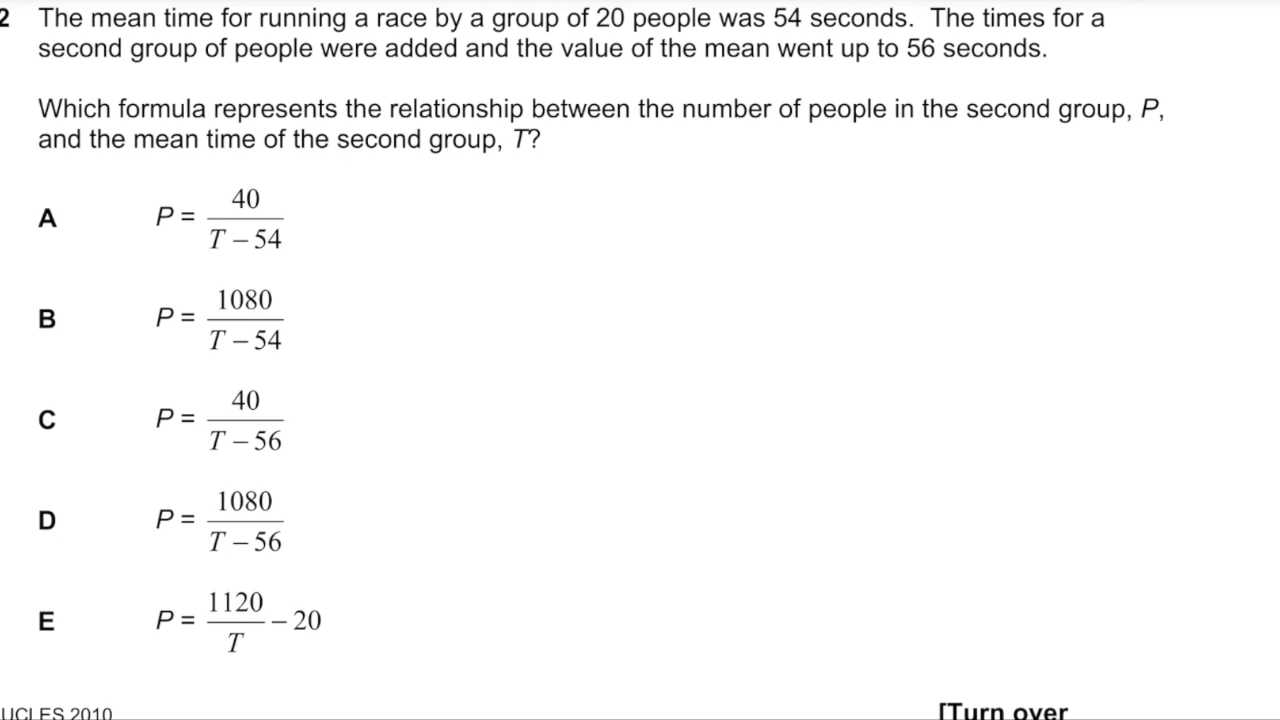 2 The mean time for running a race by a group of 20 people was 54 seconds. The times for a
second group of people were added and the value of the mean went up to 56 seconds.
Which formula represents the relationship between the number of people in the second group, P,
and the mean time of the second group, T?
A P = 40 / (T – 54)
B P = 1080 / (T – 54)
C P = 40 / (T – 56)
D P = 1080 / (T – 56)
E P = 1120 / T – 20
UCLES 2010 [Turn over